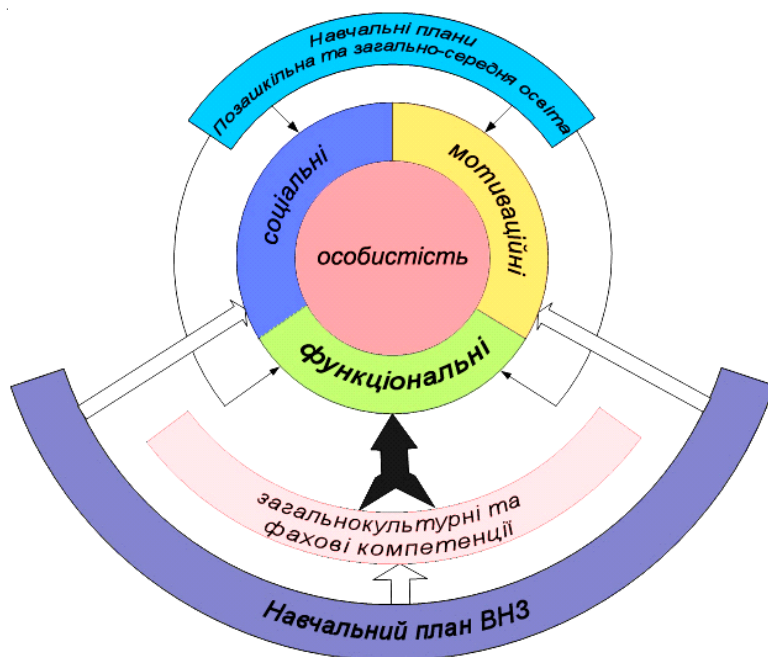 Навчальні плани
Позашкільна та загально-середня освіта
соціальні
мотиваційні
особистість
функціональні
загальнокультурні та
фахові компетенції
Навчальний план ВНЗ